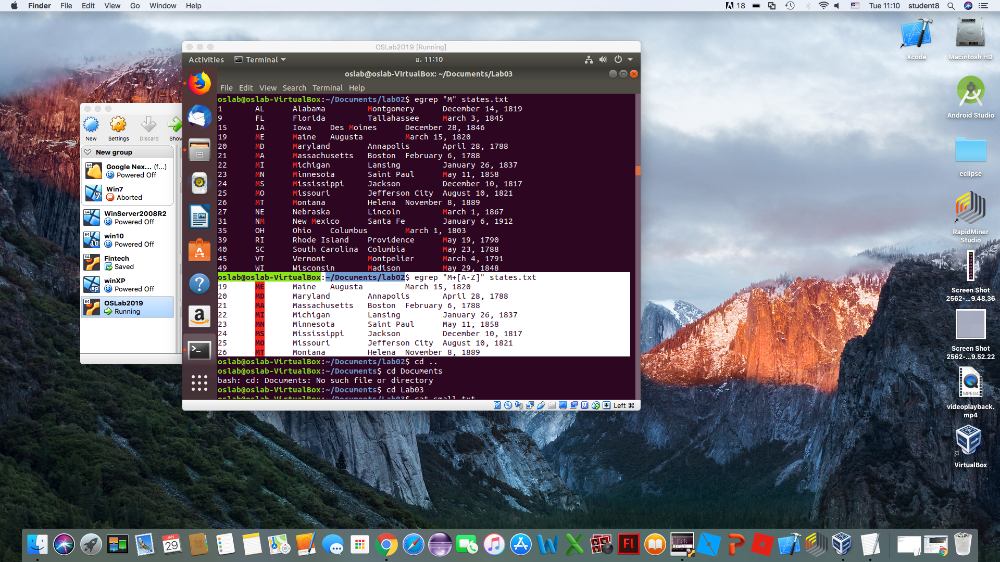 Finder File Edit View Go Window Help
18 Tue 11:10 student8
OSLab2019 [Running]
Activities Terminal อ. 11:10
oslab@oslab-VirtualBox: ~/Documents/Lab03
File Edit View Search Terminal Help
oslab@oslab-VirtualBox:~/Documents/lab02$ egrep "M" states.txt
1 AL Alabama Montgomery December 14, 1819
9 FL Florida Tallahassee March 3, 1845
15 IA Iowa Des Moines December 28, 1846
19 ME Maine Augusta March 15, 1820
20 MD Maryland Annapolis April 28, 1788
21 MA Massachusetts Boston February 6, 1788
22 MI Michigan Lansing January 26, 1837
23 MN Minnesota Saint Paul May 11, 1858
24 MS Mississippi Jackson December 10, 1817
25 MO Missouri Jefferson City August 10, 1821
26 MT Montana Helena November 8, 1889
27 NE Nebraska Lincoln March 1, 1867
31 NM New Mexico Santa Fe January 6, 1912
35 OH Ohio Columbus March 1, 1803
39 RI Rhode Island Providence May 19, 1790
40 SC South Carolina Columbia May 23, 1788
45 VT Vermont Montpelier March 4, 1791
49 WI Wisconsin Madison May 29, 1848
oslab@oslab-VirtualBox:~/Documents/lab02$ egrep "M+[A-Z]" states.txt
19 ME Maine Augusta March 15, 1820
20 MD Maryland Annapolis April 28, 1788
21 MA Massachusetts Boston February 6, 1788
22 MI Michigan Lansing January 26, 1837
23 MN Minnesota Saint Paul May 11, 1858
24 MS Mississippi Jackson December 10, 1817
25 MO Missouri Jefferson City August 10, 1821
26 MT Montana Helena November 8, 1889
oslab@oslab-VirtualBox:~/Documents/lab02$ cd ..
oslab@oslab-VirtualBox:~/Documents$ cd Documents
bash: cd: Documents: No such file or directory
oslab@oslab-VirtualBox:~/Documents$ cd Lab03
oslab@oslab-VirtualBox:~/Documents/Lab03$ cat small.txt
Left ⌘
New Settings Discard Show
New group
64
Google Nex... (f...)
Powered Off
7
Win7
Aborted
64
WinServer2008R2
Powered Off
64
10
win10
Powered Off
64
Fintech
Saved
xp
winXP
Powered Off
64
OSLab2019
Running
Xcode
Macintosh HD
Android Studio
eclipse
RapidMiner
Studio
Screen Shot
2562-...9.48.36
Screen Shot
2562-...9.52.22
MPEG4
videoplayback.
mp4
VirtualBox
JAN
29
3D
Fl